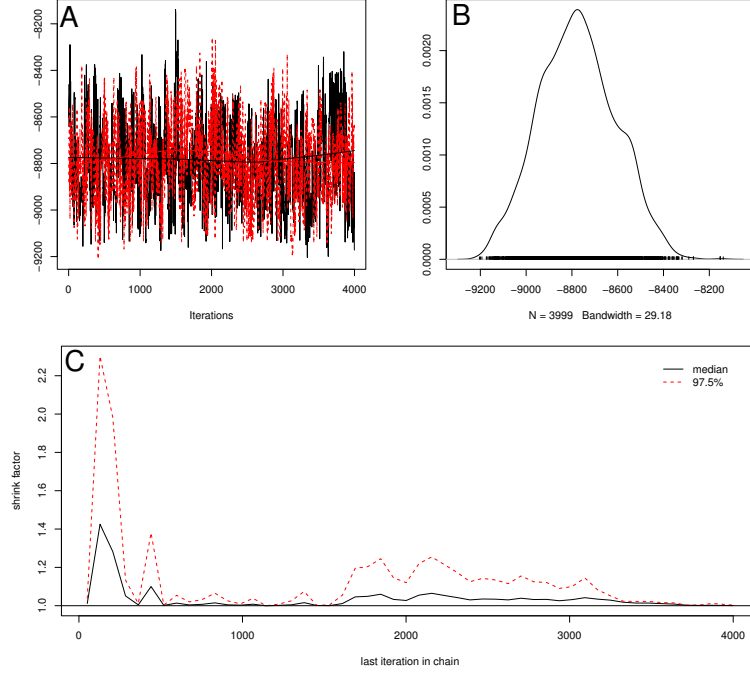 A
-8200
-8400
-8600
-8800
-9000
-9200
0 1000 2000 3000 4000
Iterations
B
0.0020
0.0015
0.0010
0.0005
0.0000
-9200 -9000 -8800 -8600 -8400 -8200
N = 3999 Bandwidth = 29.18
C
median
97.5%
2.2
2.0
1.8
1.6
1.4
1.2
1.0
shrink factor
0 1000 2000 3000 4000
last iteration in chain